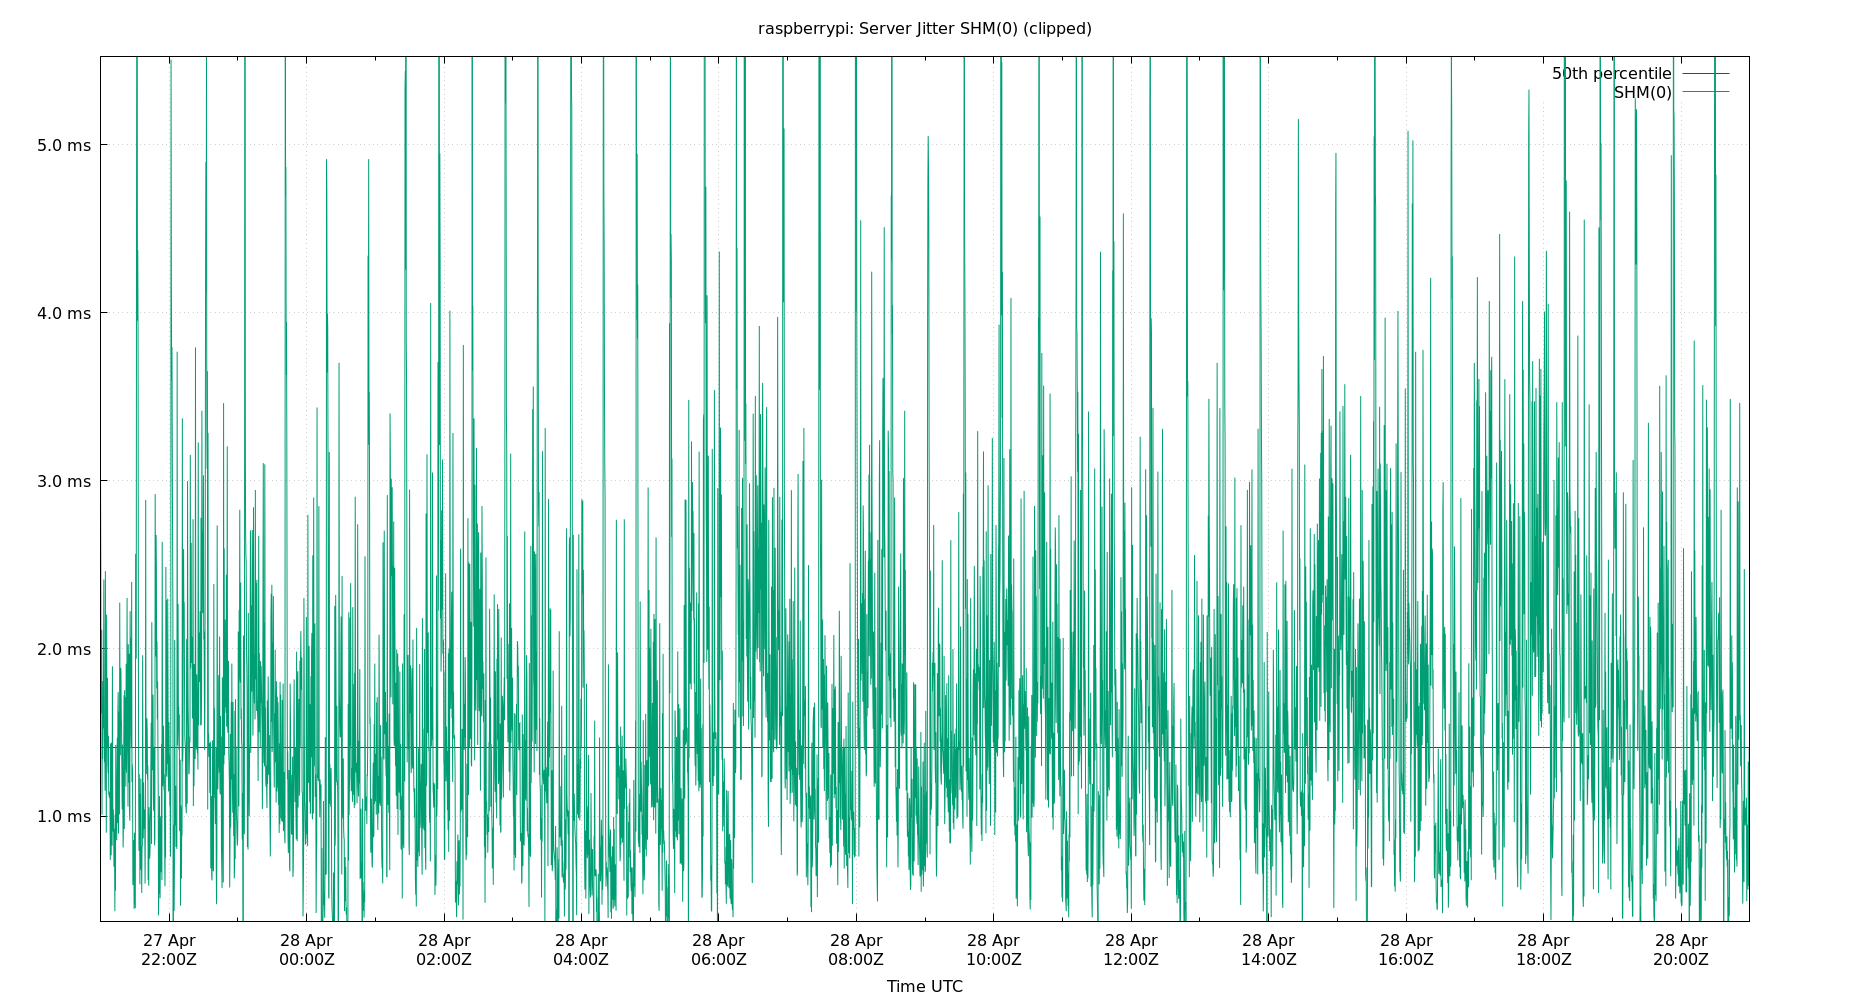 raspberrypi: Server Jitter SHM(0) (clipped)
50th percentile
SHM(0)
5.0 ms
4.0 ms
3.0 ms
2.0 ms
1.0 ms
27 Apr 28 Apr 28 Apr 28 Apr 28 Apr 28 Apr 28 Apr 28 Apr 28 Apr 28 Apr 28 Apr 28 Apr
22:00Z 00:00Z 02:00Z 04:00Z 06:00Z 08:00Z 10:00Z 12:00Z 14:00Z 16:00Z 18:00Z 20:00Z
Time UTC